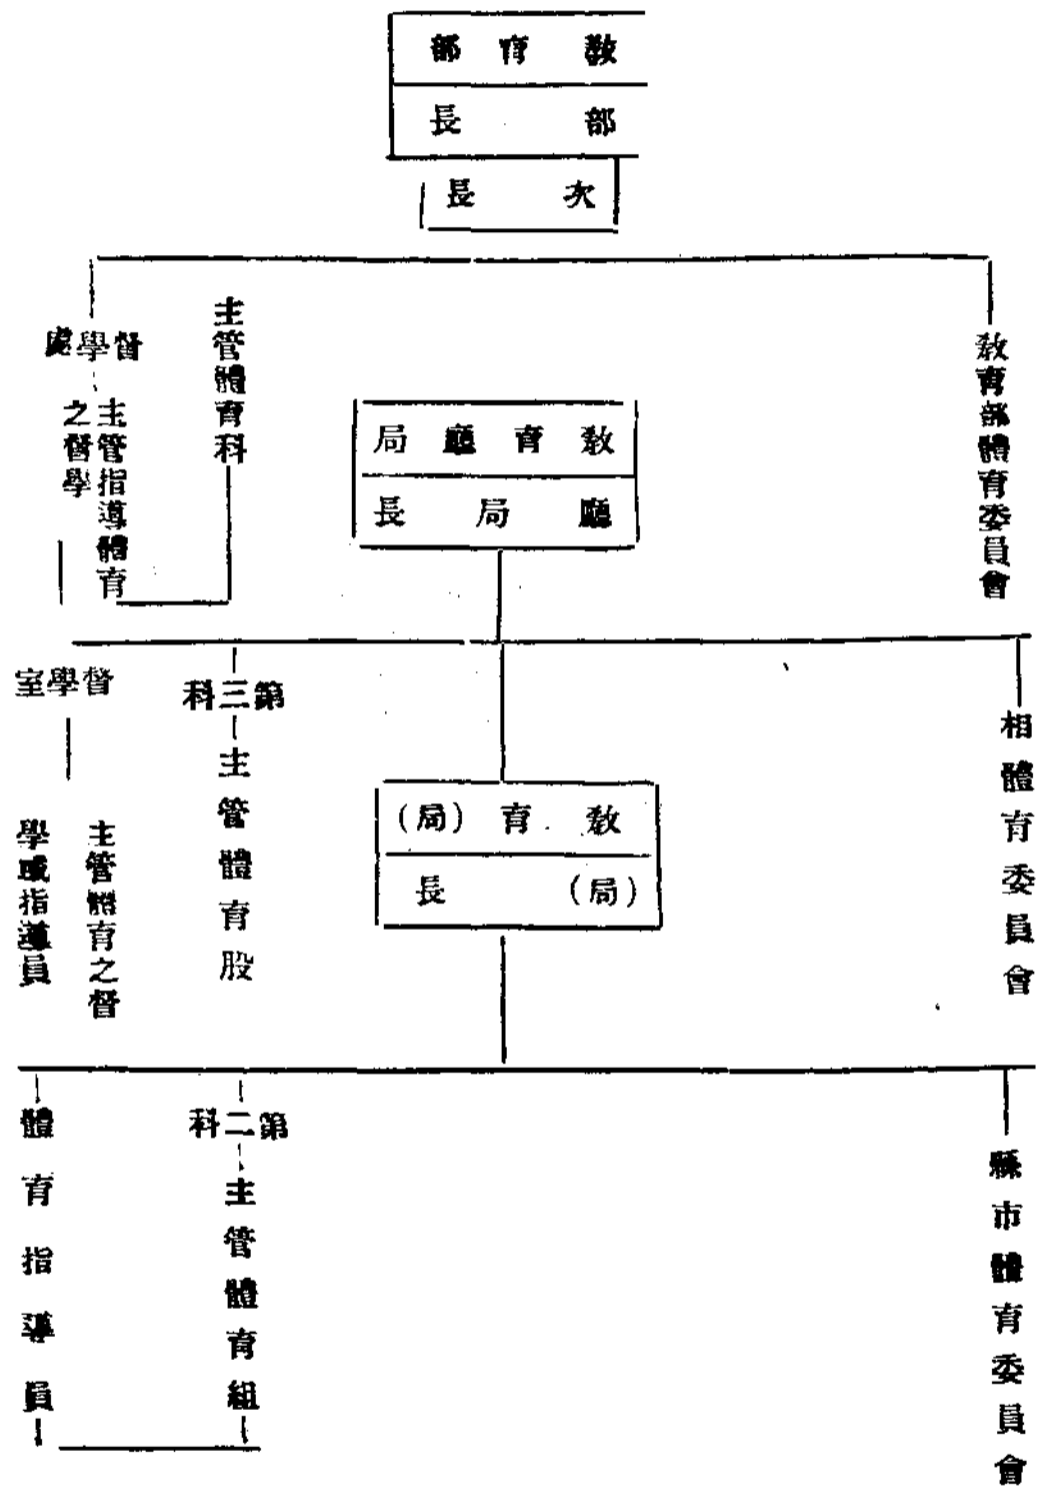 教育部
部長
次長
教育部體育委員會
主管體育科
督學處
主管指導體育
之督學
教育廳局
廳局長
相體育委員會
第三科
主管體育股
督學室
主管體育之督
學或指導員
教育(局)
(局)長
縣市體育委員會
第二科
主管體育組
體育指導員